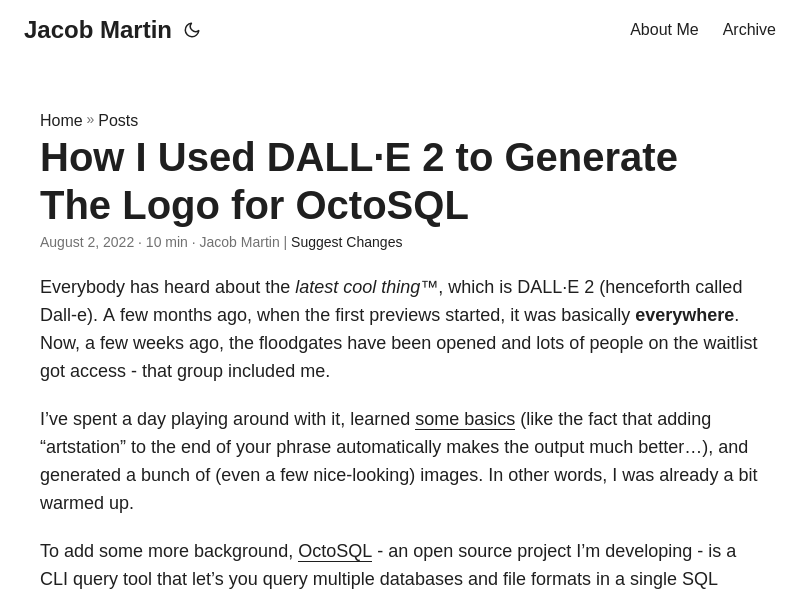 Jacob Martin
About Me
Archive
Home » Posts
How I Used DALL·E 2 to Generate
The Logo for OctoSQL
August 2, 2022 · 10 min · Jacob Martin | Suggest Changes
Everybody has heard about the latest cool thing™, which is DALL·E 2 (henceforth called
Dall-e). A few months ago, when the first previews started, it was basically everywhere.
Now, a few weeks ago, the floodgates have been opened and lots of people on the waitlist
got access - that group included me.
I’ve spent a day playing around with it, learned some basics (like the fact that adding
“artstation” to the end of your phrase automatically makes the output much better…), and
generated a bunch of (even a few nice-looking) images. In other words, I was already a bit
warmed up.
To add some more background, OctoSQL - an open source project I’m developing - is a
CLI query tool that let’s you query multiple databases and file formats in a single SQL